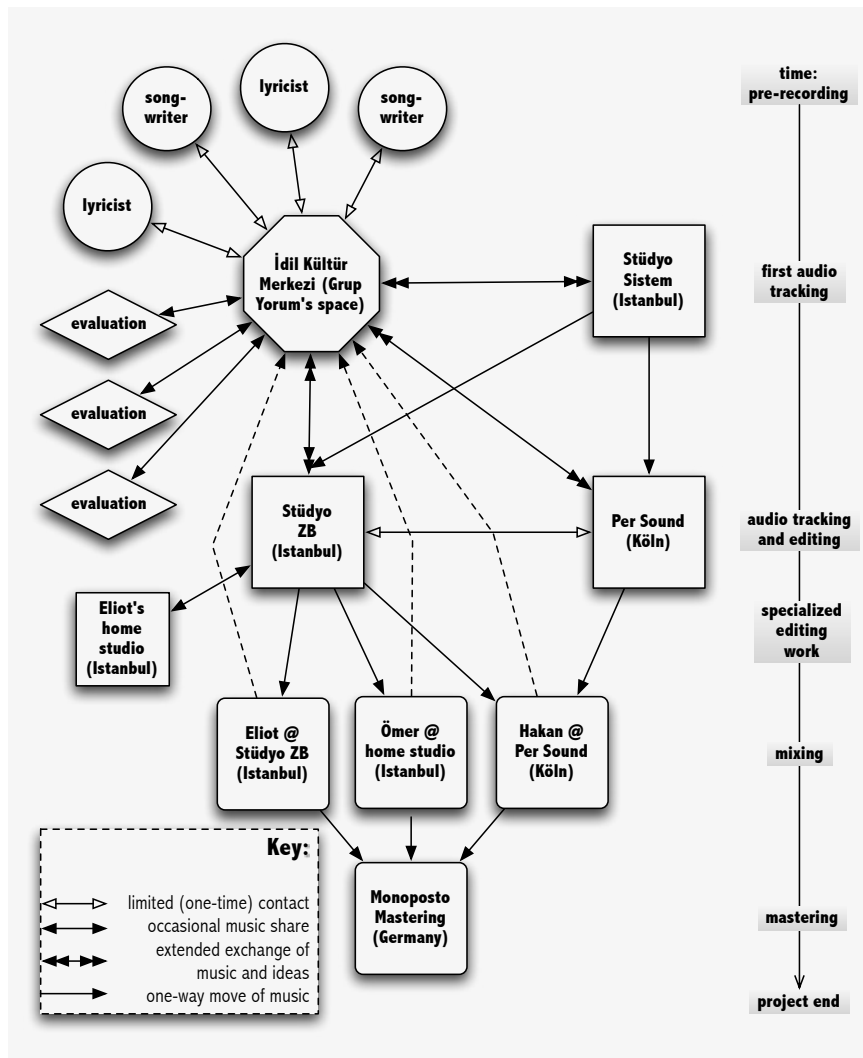 song-
writer
lyricist
song-
writer
lyricist
İdil Kültür
Merkezi (Grup
Yorum's space)
Stüdyo
Sistem
(Istanbul)
evaluation
evaluation
evaluation
Stüdyo
ZB
(Istanbul)
Per Sound
(Köln)
Eliot's
home
studio
(Istanbul)
Eliot @
Stüdyo ZB
(Istanbul)
Ömer @
home studio
(Istanbul)
Hakan @
Per Sound
(Köln)
Monoposto
Mastering
(Germany)
Key:
limited (one-time) contact
occasional music share
extended exchange of
music and ideas
one-way move of music
time:
pre-recording
first audio
tracking
audio tracking
and editing
specialized
editing
work
mixing
mastering
project end